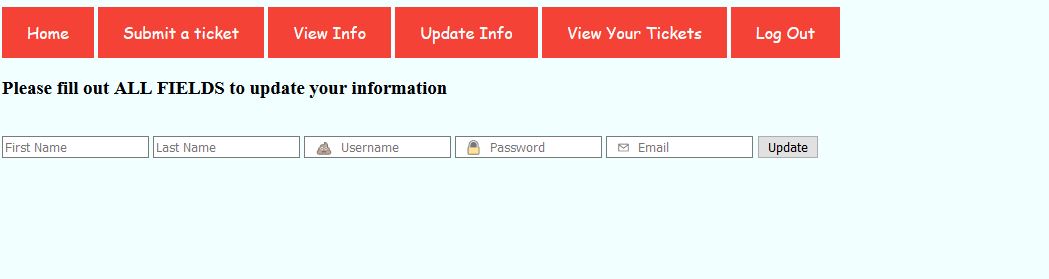 Home Submit a ticket View Info Update Info View Your Tickets Log Out
Please fill out ALL FIELDS to update your information
First Name Last Name Username Password Email Update